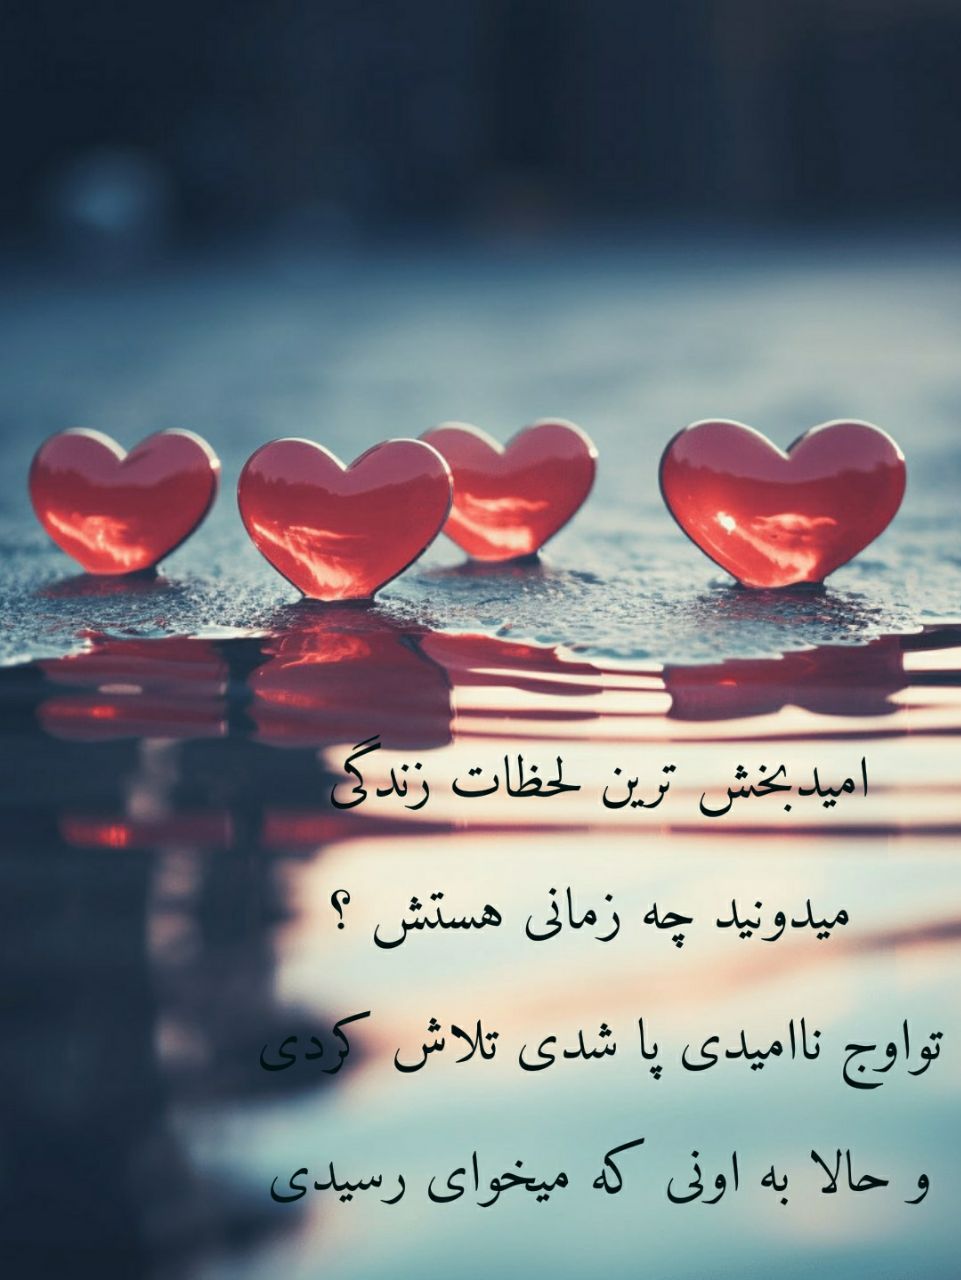 امیدبخش ترین لحظات زندگی
میدونید چه زمانی هستش ؟
تواوج ناامیدی پا شدی تلاش کردی
و حالا به اونی که میخوای رسیدی